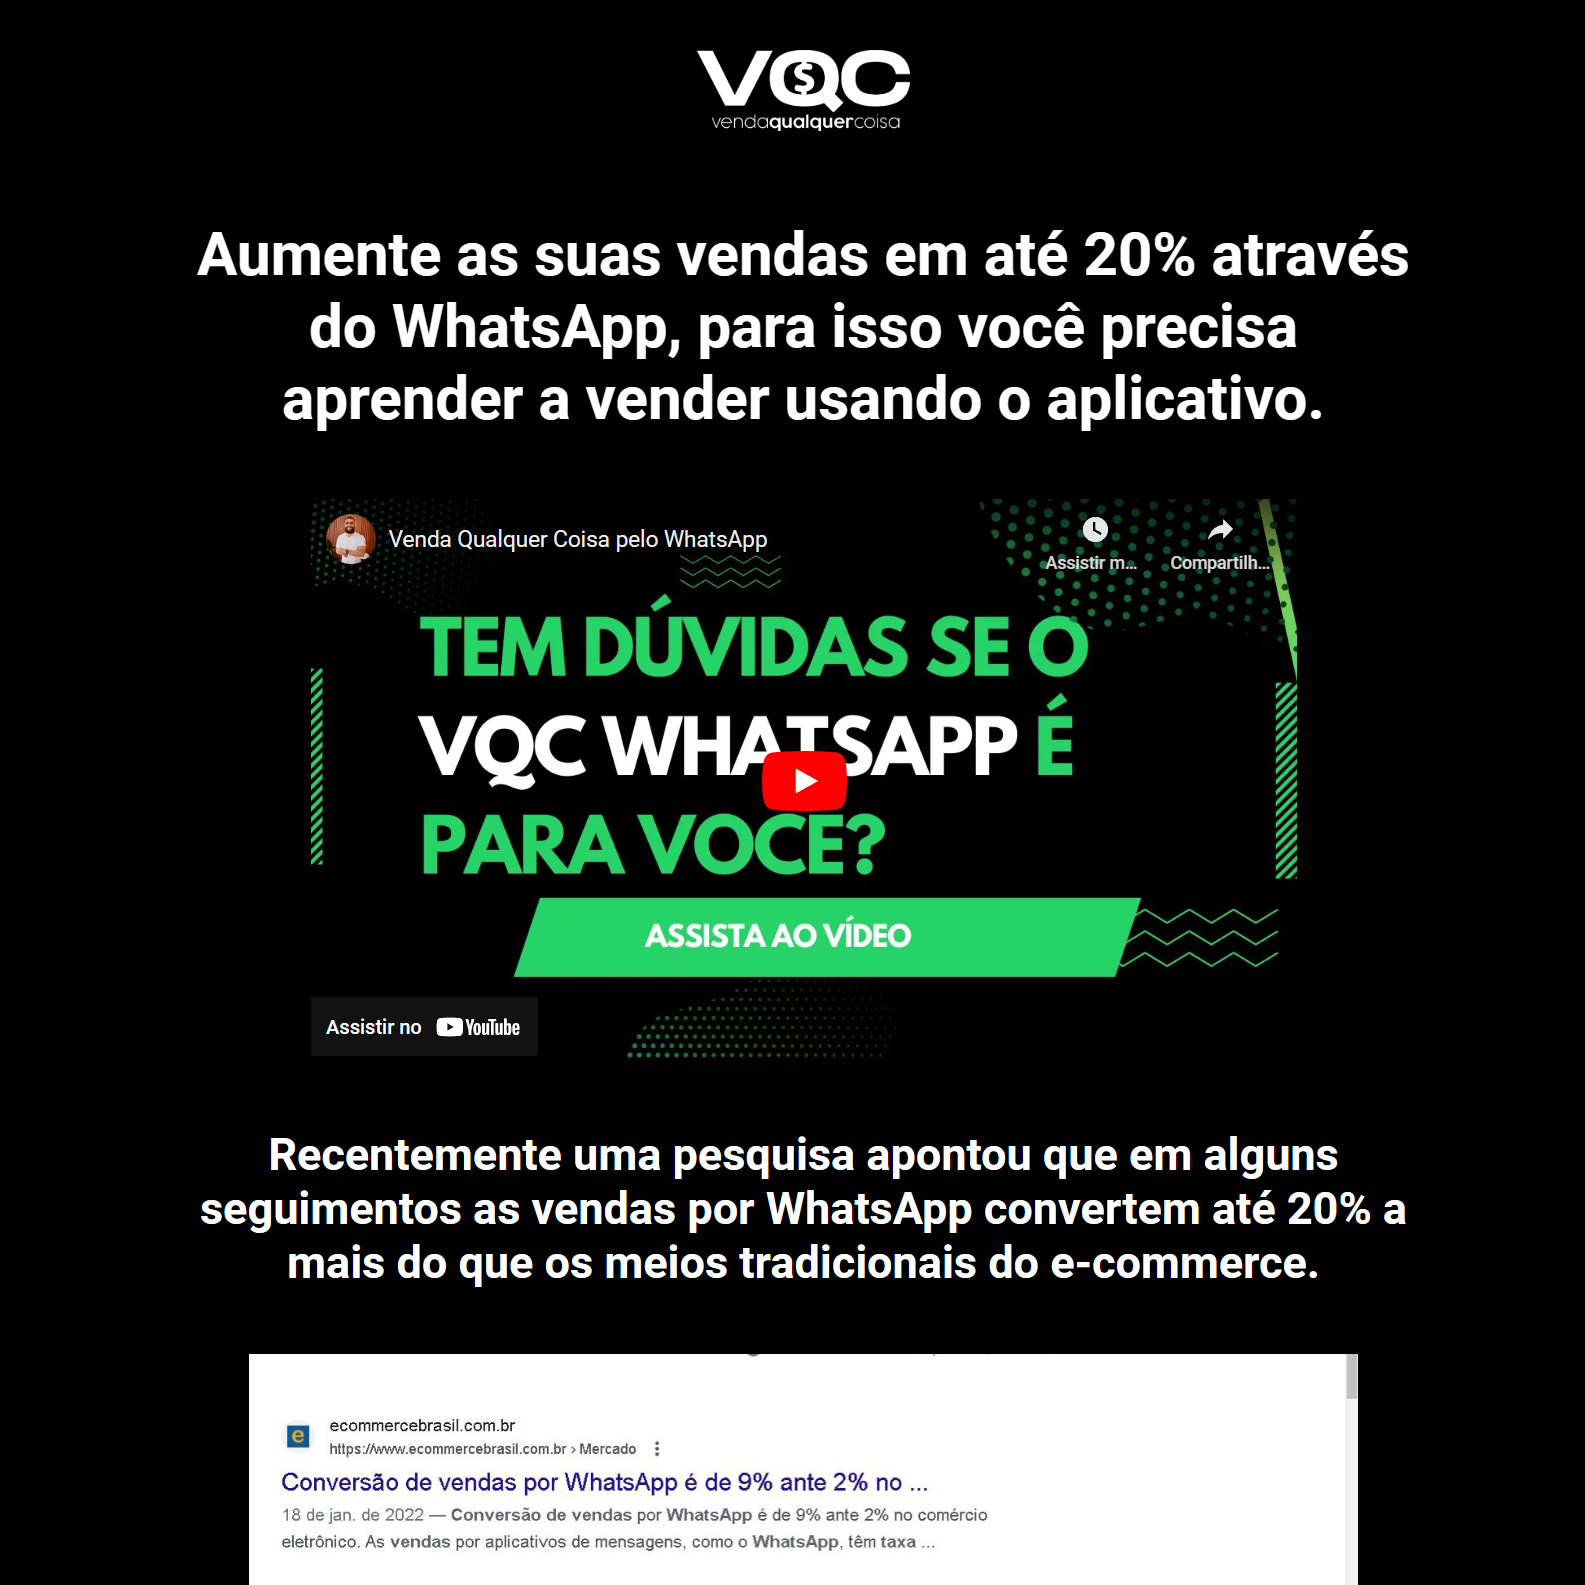 VQC
vendaqualquercoisa
Aumente as suas vendas em até 20% através
do WhatsApp, para isso você precisa
aprender a vender usando o aplicativo.
Venda Qualquer Coisa pelo WhatsApp
Assistir m...
Compartilh...
TEM DÚVIDAS SE O
VQC WHATSAPP É
PARA VOCÊ?
ASSISTA AO VÍDEO
Assistir no YouTube
Recentemente uma pesquisa apontou que em alguns
seguimentos as vendas por WhatsApp convertem até 20% a
mais do que os meios tradicionais do e-commerce.
e
ecommercebrasil.com.br
https://www.ecommercebrasil.com.br › Mercado
Conversão de vendas por WhatsApp é de 9% ante 2% no ...
18 de jan. de 2022 — Conversão de vendas por WhatsApp é de 9% ante 2% no comércio
eletrônico. As vendas por aplicativos de mensagens, como o WhatsApp, têm taxa ...